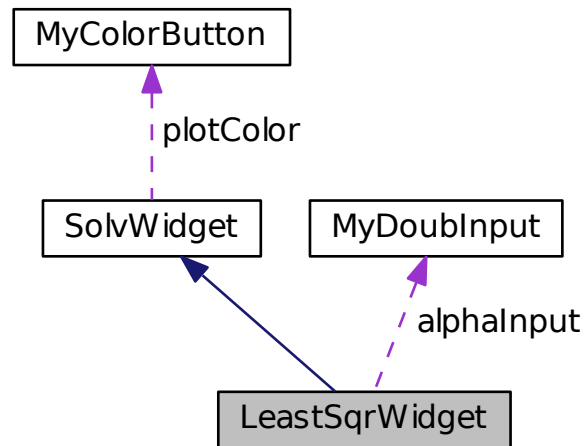 MyColorButton
plotColor
SolvWidget
MyDoubInput
alphaInput
LeastSqrWidget